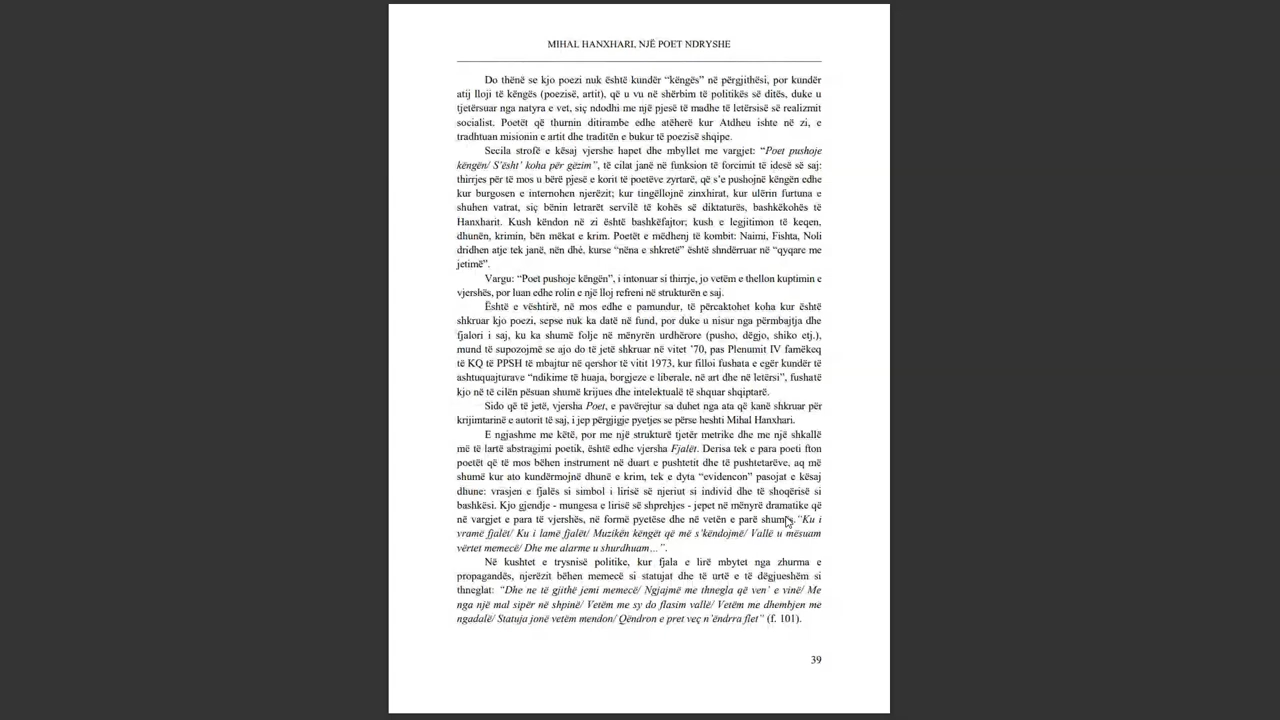 MIHAL HANXHARI, NJË POET NDRYSHE
Do thënë se kjo poezi nuk është kundër “këngës” në përgjithësi, por kundër
atij lloji të këngës (poezisë, artit), që u vu në shërbim të politikës së ditës, duke u
tjetërsuar nga natyra e vet, siç ndodhi me një pjesë të madhe të letërsisë së realizmit
socialist. Poetët që thurnin ditirambe edhe atëherë kur Atdheu ishte në zi, e
tradhtuan misionin e artit dhe traditën e bukur të poezisë shqipe.
Secila strofë e kësaj vjershe hapet dhe mbyllet me vargjet: “Poet pushoje
këngën/ S’ësht’ koha për gëzim”, të cilat janë në funksion të forcimit të idesë së saj:
thirrjes për të mos u bërë pjesë e korit të poetëve zyrtarë, që s’e pushojnë këngën edhe
kur burgosen e internohen njerëzit; kur tingëllojnë zinxhirat, kur ulërin furtuna e
shuhen vatrat, siç bënin letrarët servilë të kohës së diktaturës, bashkëkohës të
Hanxharit. Kush këndon në zi është bashkëfajtor; kush e legjitimon të keqen,
dhunën, krimin, bën mëkat e krim. Poetët e mëdhenj të kombit: Naimi, Fishta, Noli
dridhen atje tek janë, nën dhé, kurse “nëna e shkretë” është shndërruar në “qyqare me
jetimë”.
Vargu: “Poet pushoje këngën”, i intonuar si thirrje, jo vetëm e thellon kuptimin e
vjershës, por luan edhe rolin e një lloj refreni në strukturën e saj.
Është e vështirë, në mos edhe e pamundur, të përcaktohet koha kur është
shkruar kjo poezi, sepse nuk ka datë në fund, por duke u nisur nga përmbajtja dhe
fjalori i saj, ku ka shumë folje në mënyrën urdhërore (pusho, dëgjo, shiko etj.),
mund të supozojmë se ajo do të jetë shkruar në vitet ’70, pas Plenumit IV famëkeq
të KQ të PPSH të mbajtur në qershor të vitit 1973, kur filloi fushata e egër kundër të
ashtuquajturave “ndikime të huaja, borgjeze e liberale, në art dhe në letërsi”, fushatë
kjo në të cilën pësuan shumë krijues dhe intelektualë të shquar shqiptarë.
Sido që të jetë, vjersha Poet, e pavërejtur sa duhet nga ata që kanë shkruar për
krijimtarinë e autorit të saj, i jep përgjigje pyetjes se përse heshti Mihal Hanxhari.
E ngjashme me këtë, por me një strukturë tjetër metrike dhe me një shkallë
më të lartë abstragimi poetik, është edhe vjersha Fjalët. Derisa tek e para poeti fton
poetët që të mos bëhen instrument në duart e pushtetit dhe të pushtetarëve, aq më
shumë kur ato kundërmojnë dhunë e krim, tek e dyta “evidencon” pasojat e kësaj
dhune: vrasjen e fjalës si simbol i lirisë së njeriut si individ dhe të shoqërisë si
bashkësi. Kjo gjendje - mungesa e lirisë së shprehjes - jepet në mënyrë dramatike që
në vargjet e para të vjershës, në formë pyetëse dhe në vetën e parë shumës. “Ku i
vramë fjalët/ Ku i lamë fjalët/ Muzikën këngët që më s’këndojmë/ Vallë u mësuam
vërtet memecë/ Dhe me alarme u shurdhuam…”.
Në kushtet e trysnisë politike, kur fjala e lirë mbytet nga zhurma e
propagandës, njerëzit bëhen memecë si statujat dhe të urtë e të dëgjueshëm si
thneglat: “Dhe ne të gjithë jemi memecë/ Ngjajmë me thnegla që ven’ e vinë/ Me
nga një mal sipër në shpinë/ Vetëm me sy do flasim vallë/ Vetëm me dhembjen me
ngadalë/ Statuja jonë vetëm mendon/ Qëndron e pret veç n’ëndrra flet” (f. 101).
39